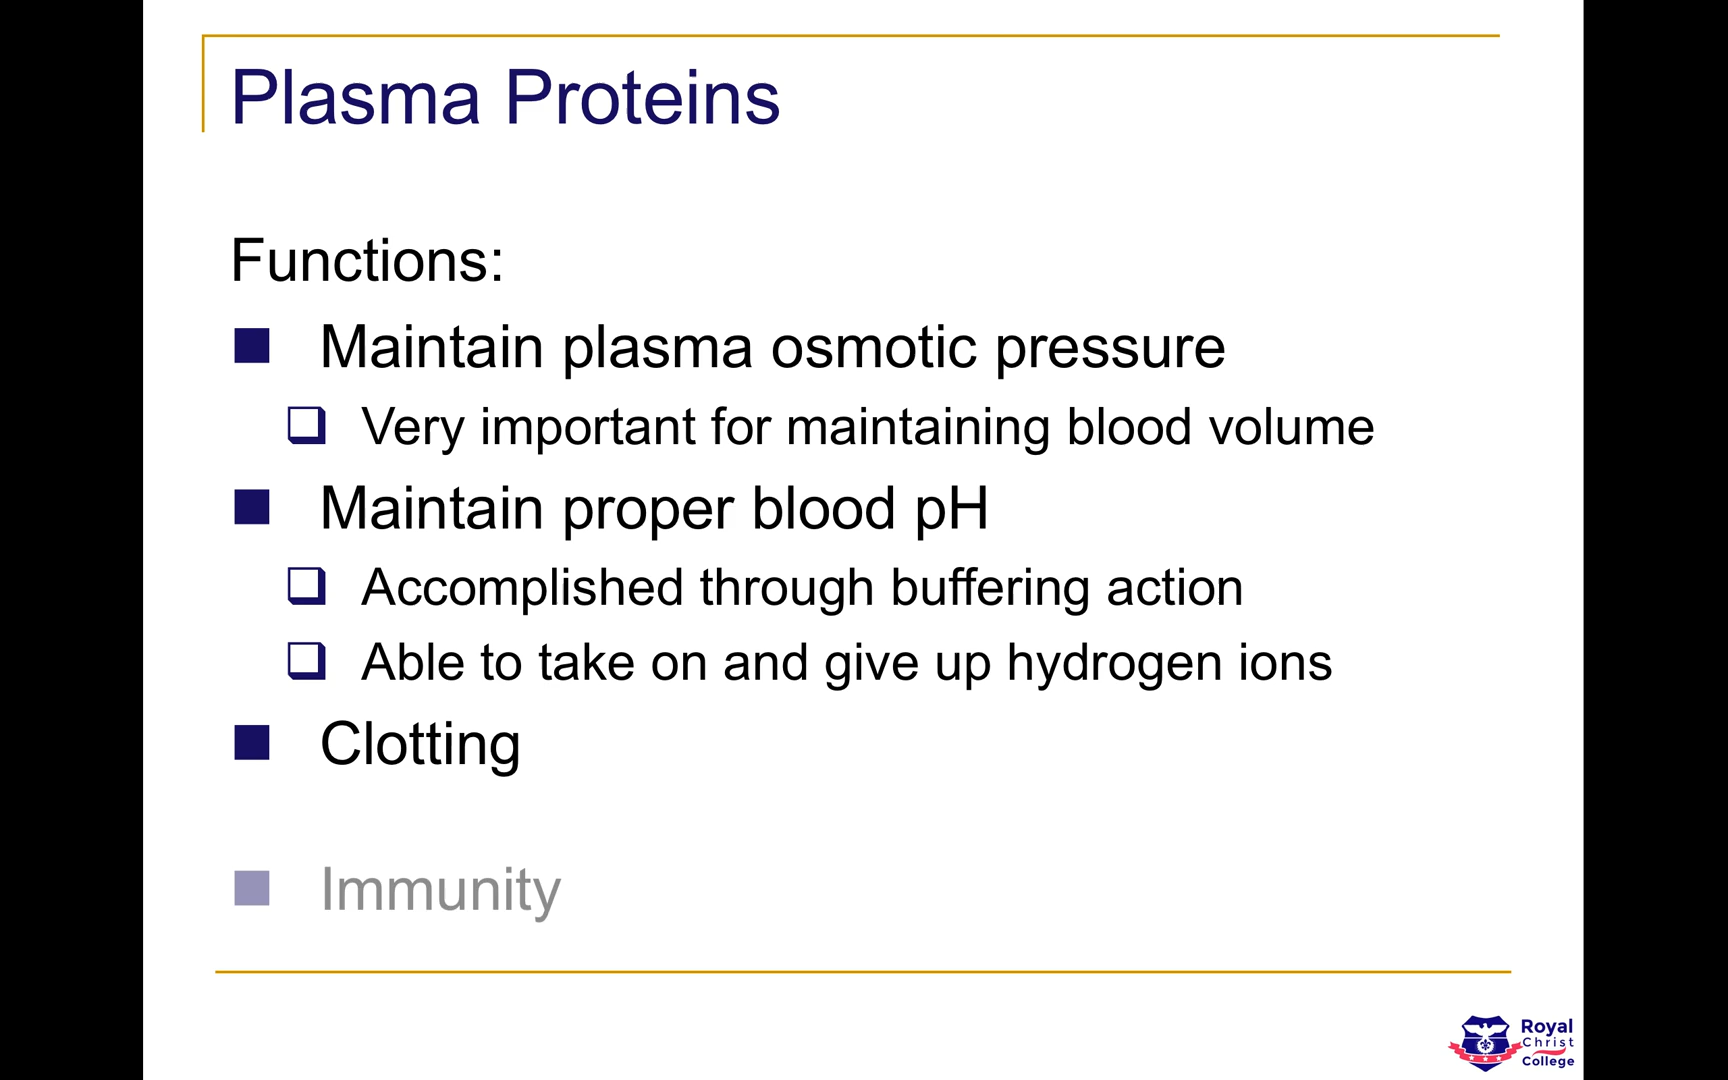 Plasma Proteins
Functions:
Maintain plasma osmotic pressure
Very important for maintaining blood volume
Maintain proper blood pH
Accomplished through buffering action
Able to take on and give up hydrogen ions
Clotting
Immunity
Royal
Christ
College